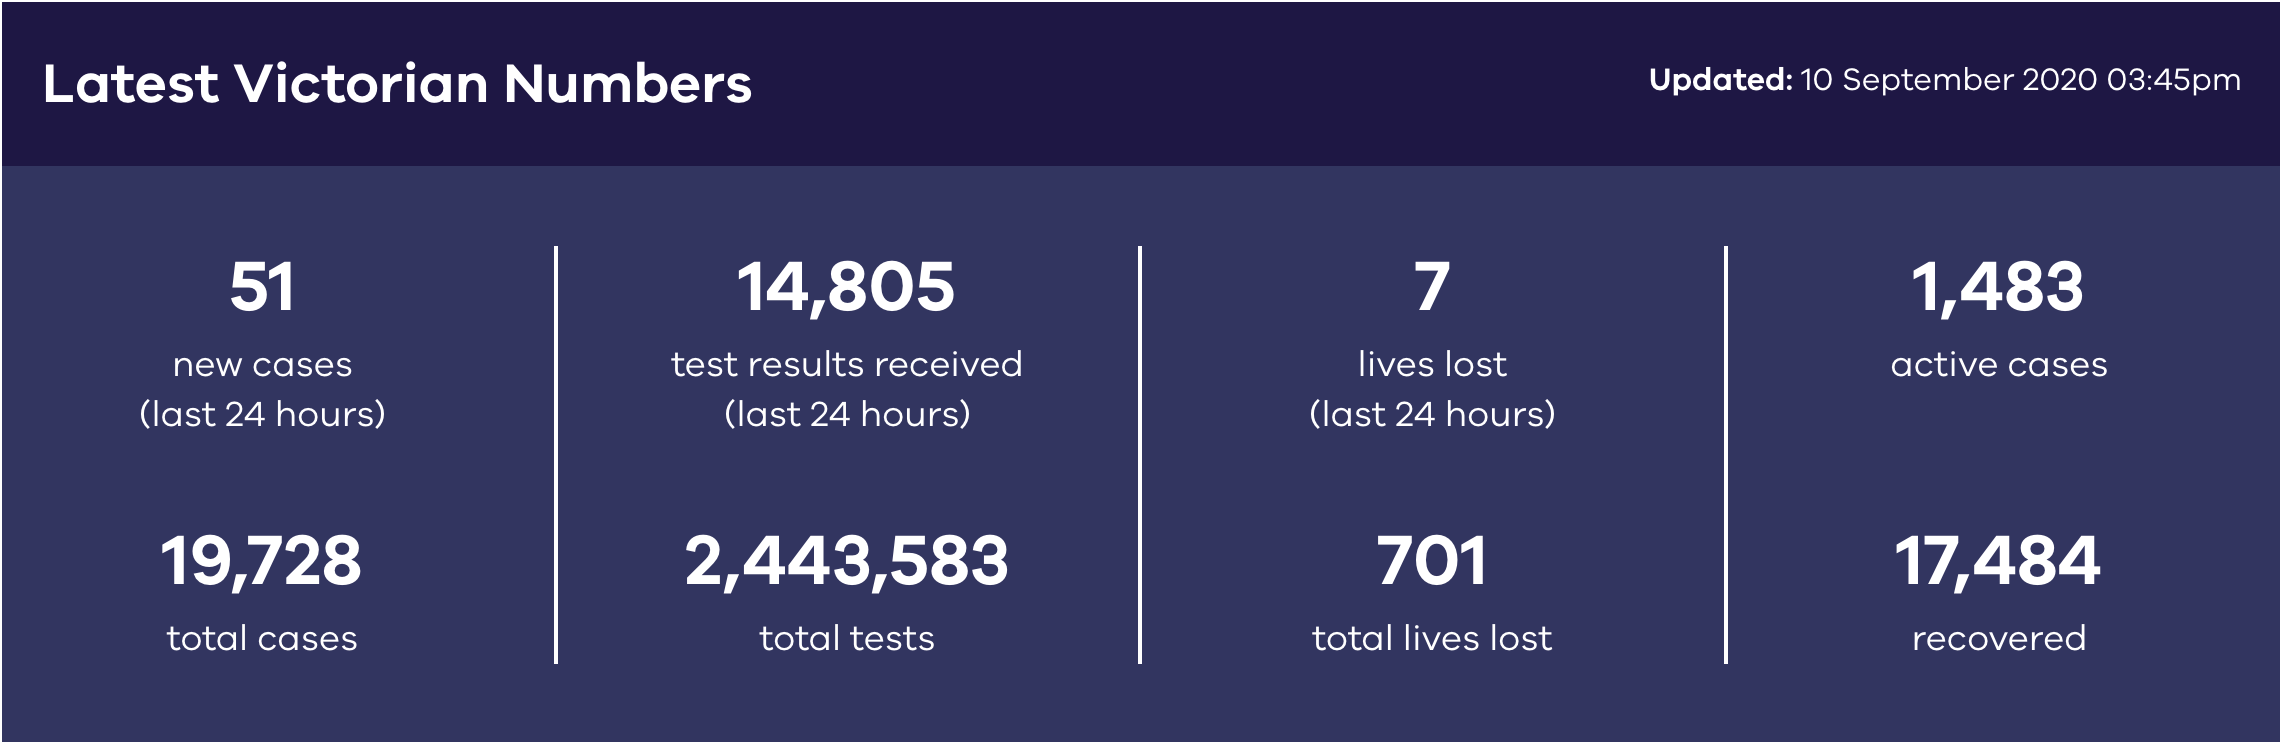 Latest Victorian Numbers
Updated: 10 September 2020 03:45pm
51
new cases
(last 24 hours)
14,805
test results received
(last 24 hours)
7
lives lost
(last 24 hours)
1,483
active cases
19,728
total cases
2,443,583
total tests
701
total lives lost
17,484
recovered